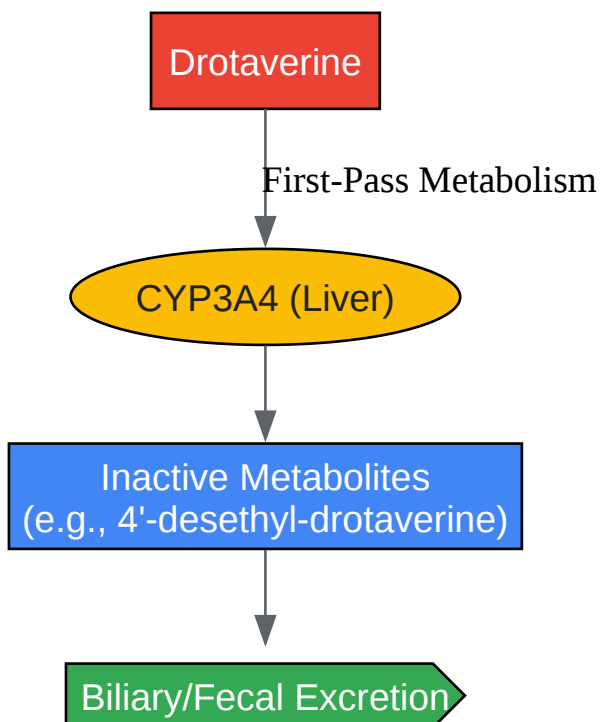 Drotaverine
First-Pass Metabolism
CYP3A4 (Liver)
Inactive Metabolites
(e.g., 4'-desethyl-drotaverine)
Biliary/Fecal Excretion